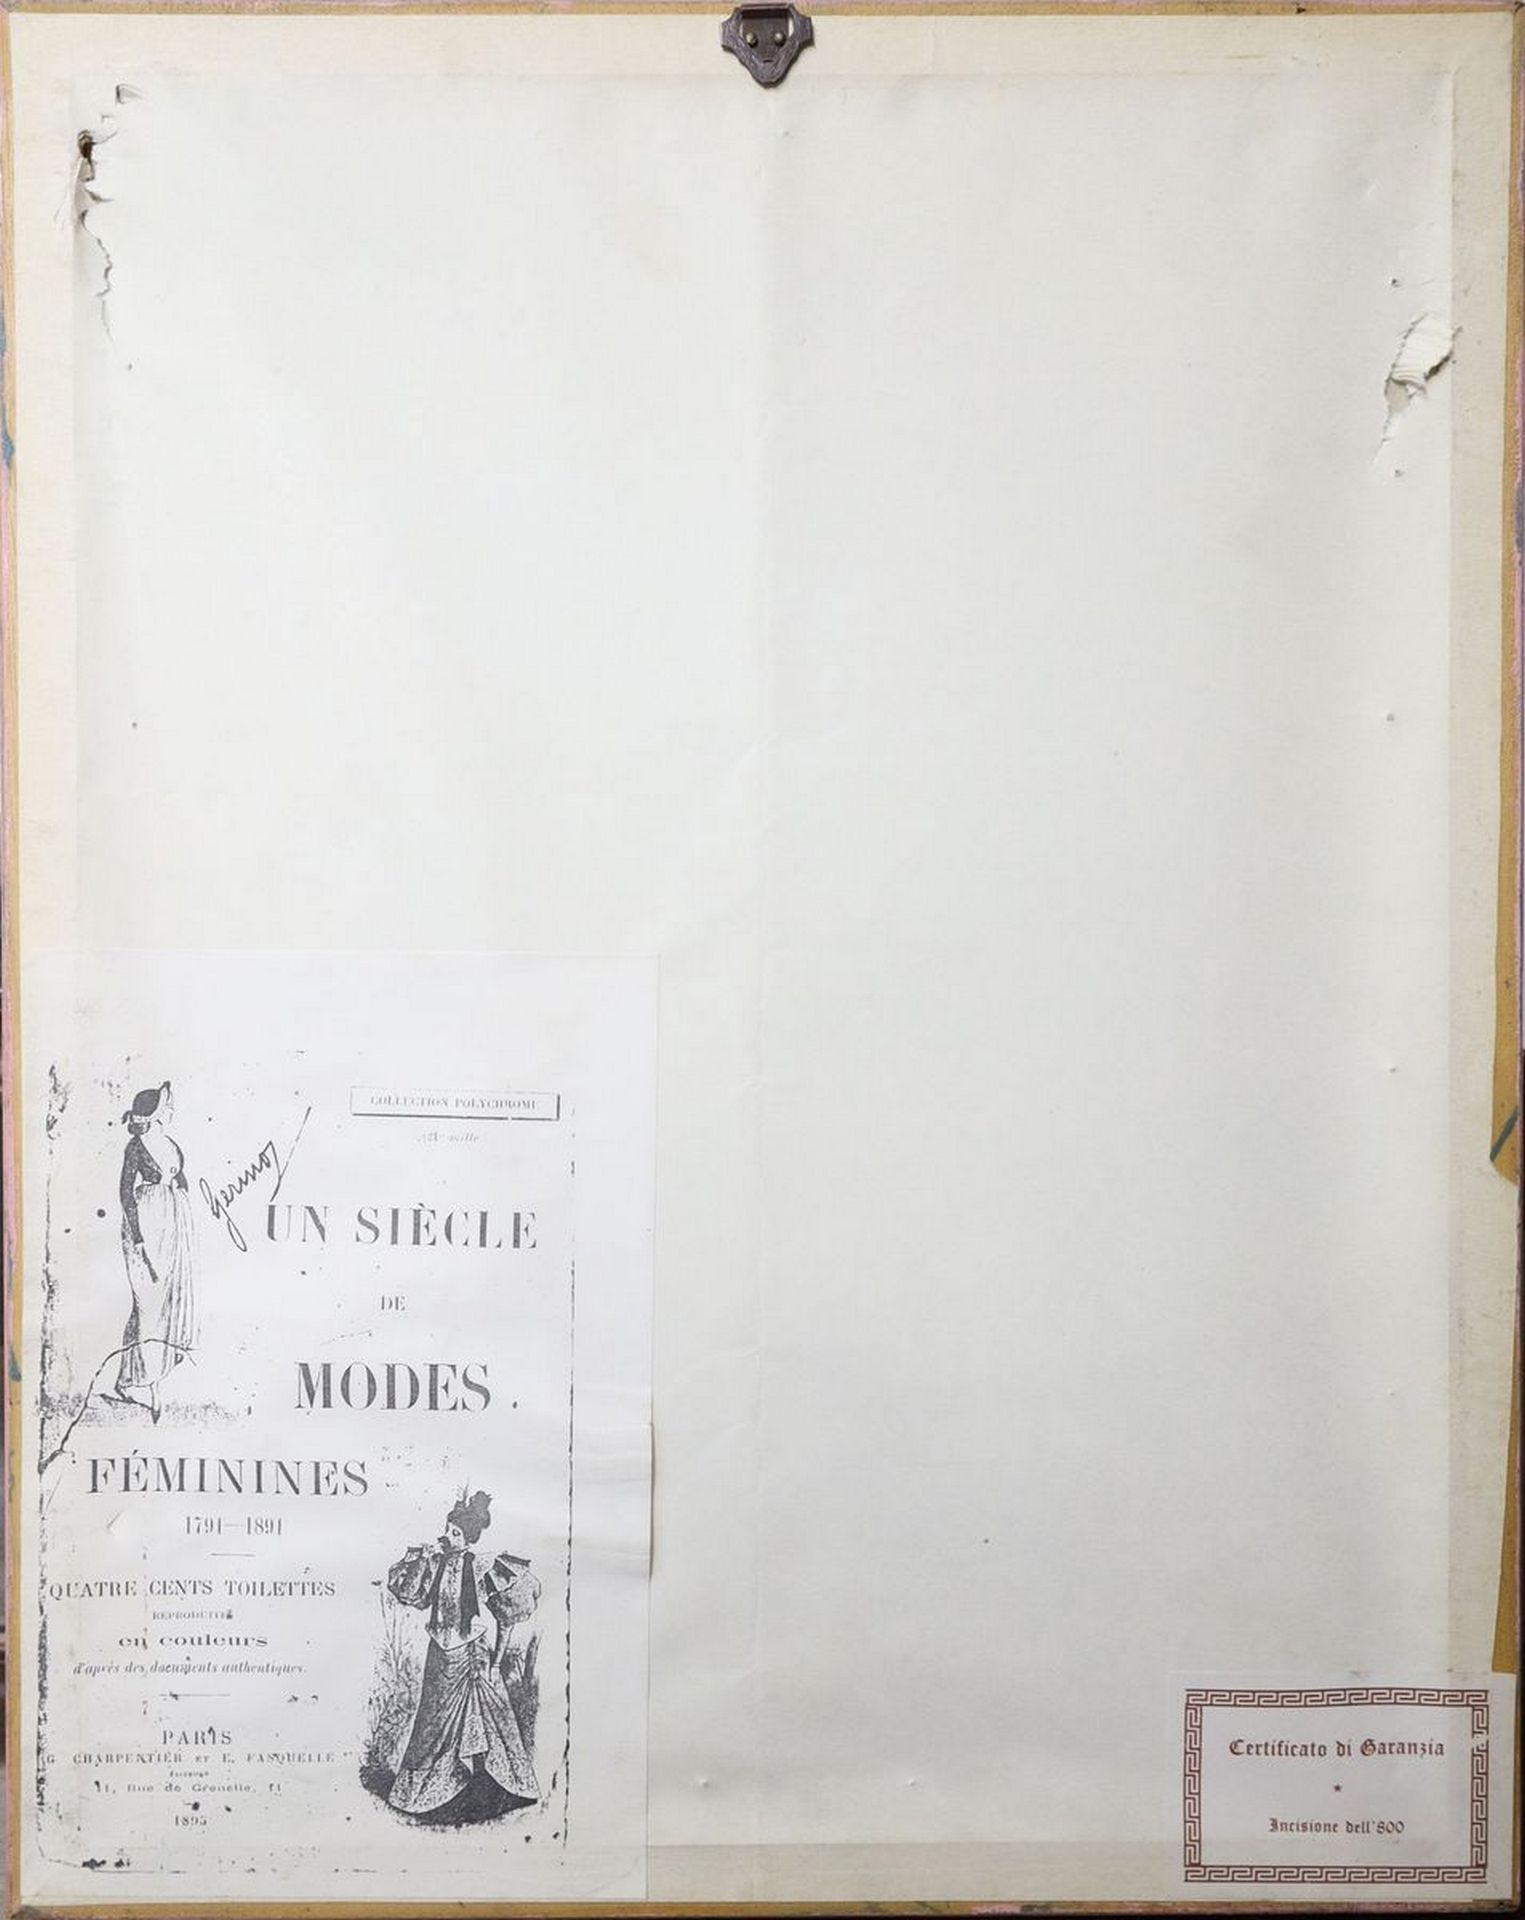 COLLECTION POLYCHROME
mille
UN SIÈCLE
DE
MODES
FÉMININES
1794—1894
QUATRE CENTS TOILETTES
REPRODUITES
en couleurs
d'après des documents authentiques.
PARIS
G CHARPENTIER ET E. FASQUELLE
11, Rue de Grenelle, 11
1895
Certificato di Garanzia
Incisione dell'800